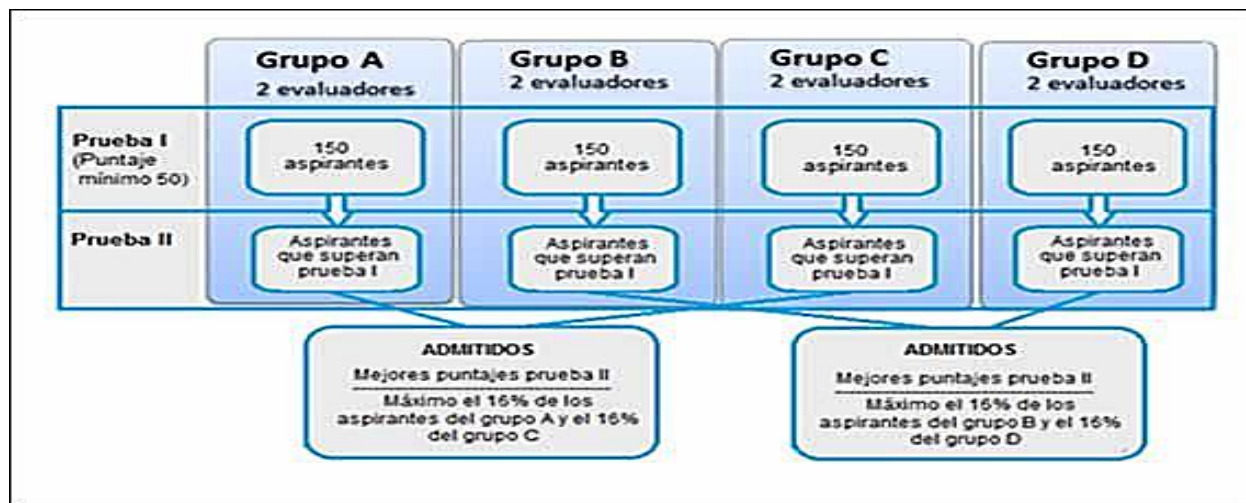 Grupo A
2 evaluadores
Grupo B
2 evaluadores
Grupo C
2 evaluadores
Grupo D
2 evaluadores
Prueba I
(Puntaje
mínimo 50)
150
aspirantes
150
aspirantes
150
aspirantes
150
aspirantes
Prueba II
Aspirantes
que superan
prueba I
Aspirantes
que superan
prueba I
Aspirantes
que superan
prueba I
Aspirantes
que superan
prueba I
ADMITIDOS
Mejores puntajes prueba II
Máximo el 16% de los
aspirantes del grupo A y el 16%
del grupo C
ADMITIDOS
Mejores puntajes prueba II
Máximo el 16% de los
aspirantes del grupo B y el 16%
del grupo D